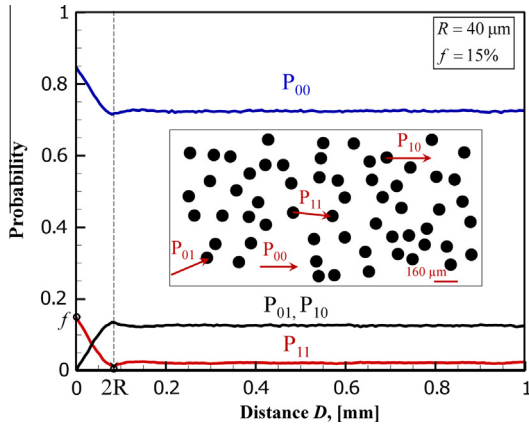 1
R = 40 μm
f = 15%
0.8
P00
P10
0.6
Probability
P11
0.4
P01
P00
160 μm
0.2
P01, P10
f
P11
0
0
2R
0.2
0.4
0.6
0.8
1
Distance D, [mm]